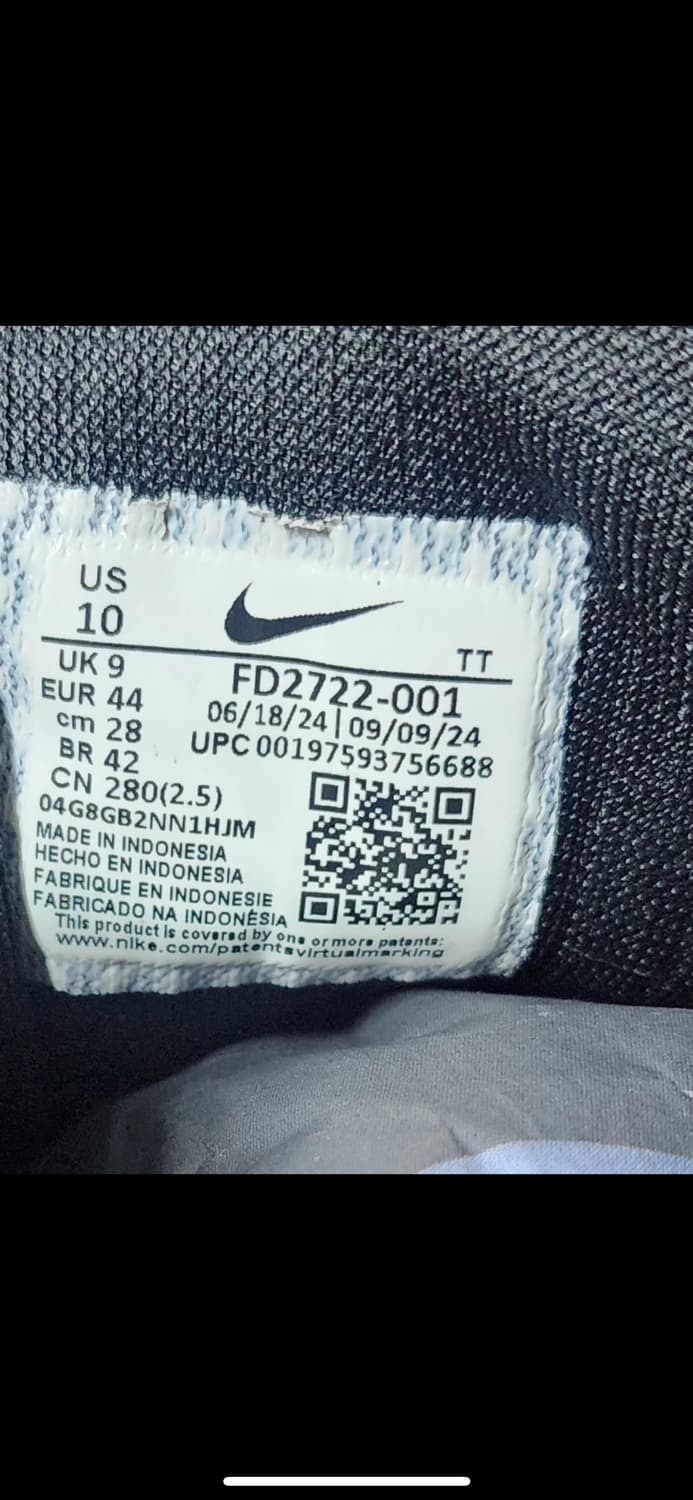 US
10
TT
UK 9
FD2722-001
EUR 44
06/18/24|09/09/24
cm 28
UPC 00197593756688
BR 42
CN 280(2.5)
04G8GB2NN1HJM
MADE IN INDONESIA
HECHO EN INDONESIA
FABRIQUE EN INDONESIE
FABRICADO NA INDONÉSIA
This product is covered by one or more patents:
www.nike.com/patentsvirtualmarking